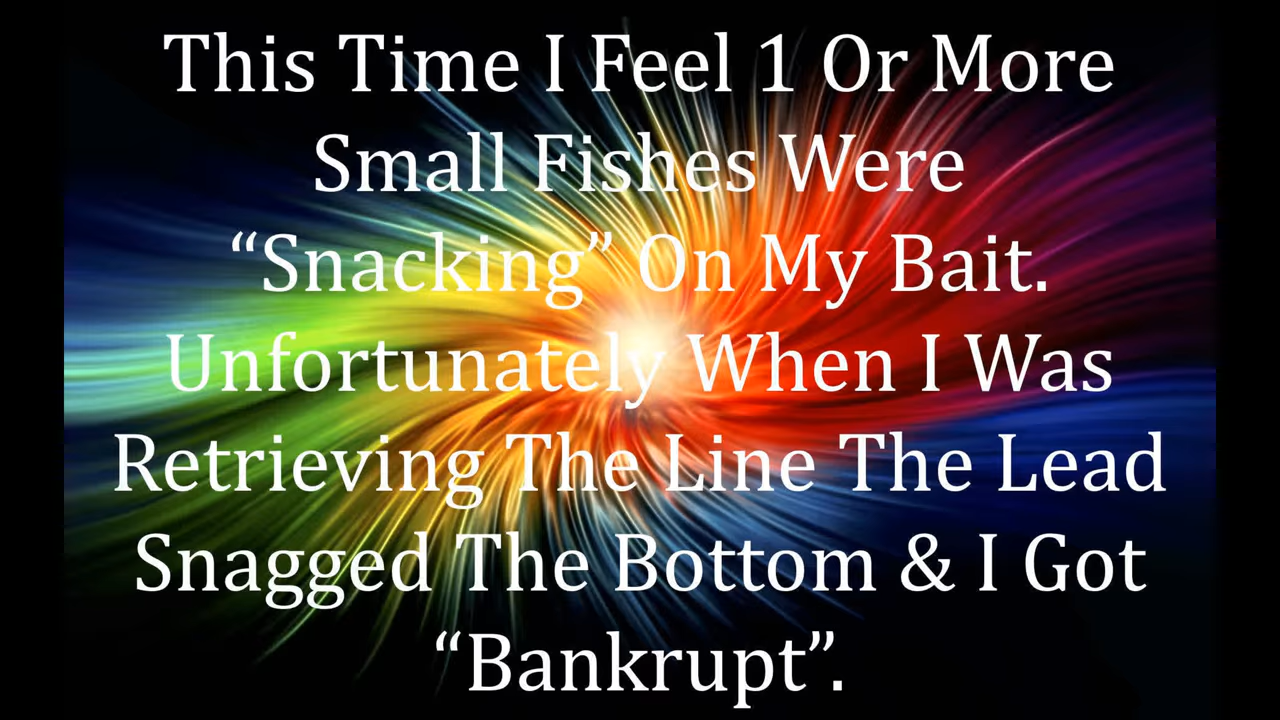 This Time I Feel 1 Or More
Small Fishes Were
“Snacking” On My Bait.
Unfortunately When I Was
Retrieving The Line The Lead
Snagged The Bottom & I Got
“Bankrupt”.